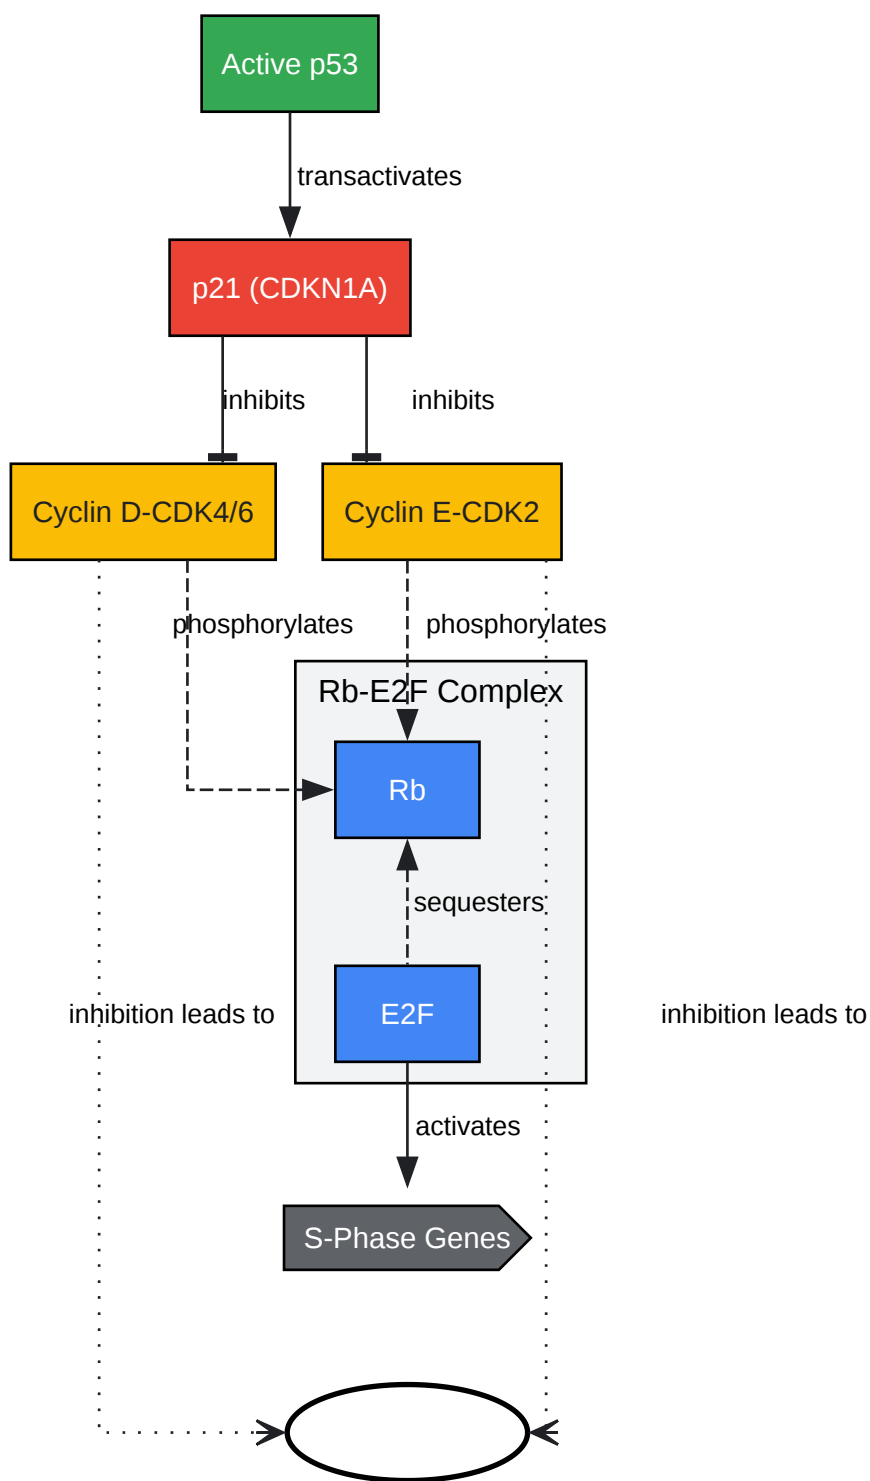 Active p53
transactivates
p21 (CDKN1A)
inhibits
inhibits
Cyclin D-CDK4/6
Cyclin E-CDK2
phosphorylates
phosphorylates
Rb-E2F Complex
Rb
sequesters
E2F
inhibition leads to
inhibition leads to
activates
S-Phase Genes